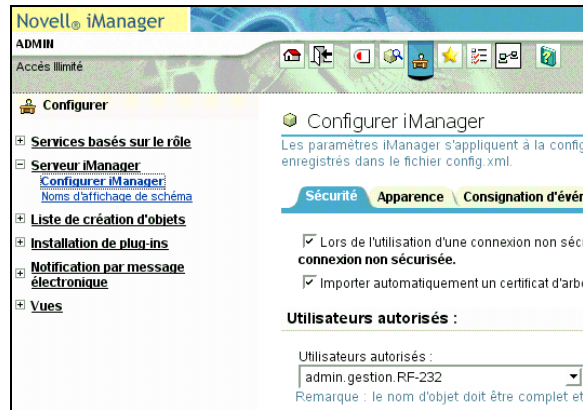 Novell® iManager
ADMIN
Accès Illimité
Configurer
Services basés sur le rôle
Serveur iManager
Configurer iManager
Noms d'affichage de schéma
Liste de création d'objets
Installation de plug-ins
Notification par message
électronique
Vues
Configurer iManager
Les paramètres iManager s'appliquent à la config
enregistrés dans le fichier config.xml.
Sécurité Apparence Consignation d'évén
Lors de l'utilisation d'une connexion non séc
connexion non sécurisée.
Importer automatiquement un certificat d'arb
Utilisateurs autorisés :
Utilisateurs autorisés :
admin.gestion.RF-232
Remarque : le nom d'objet doit être complet et